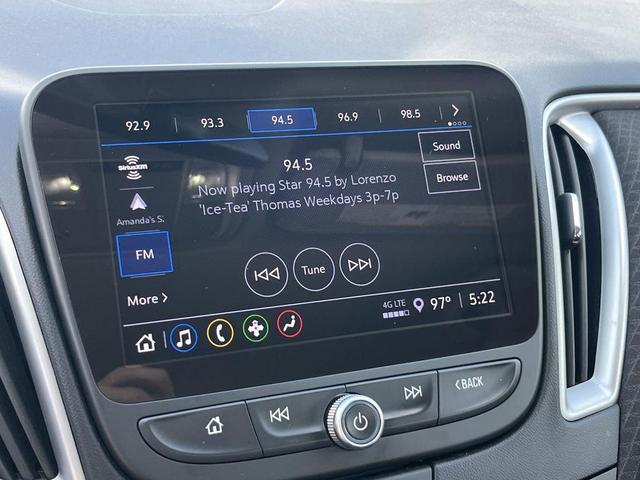 92.9 93.3 94.5 96.9 98.5
SiriusXM
94.5
Sound
Now playing Star 94.5 by Lorenzo
'Ice-Tea' Thomas Weekdays 3p-7p
Browse
Amanda's S
FM
Tune
More
4G LTE
97° 5:22
BACK